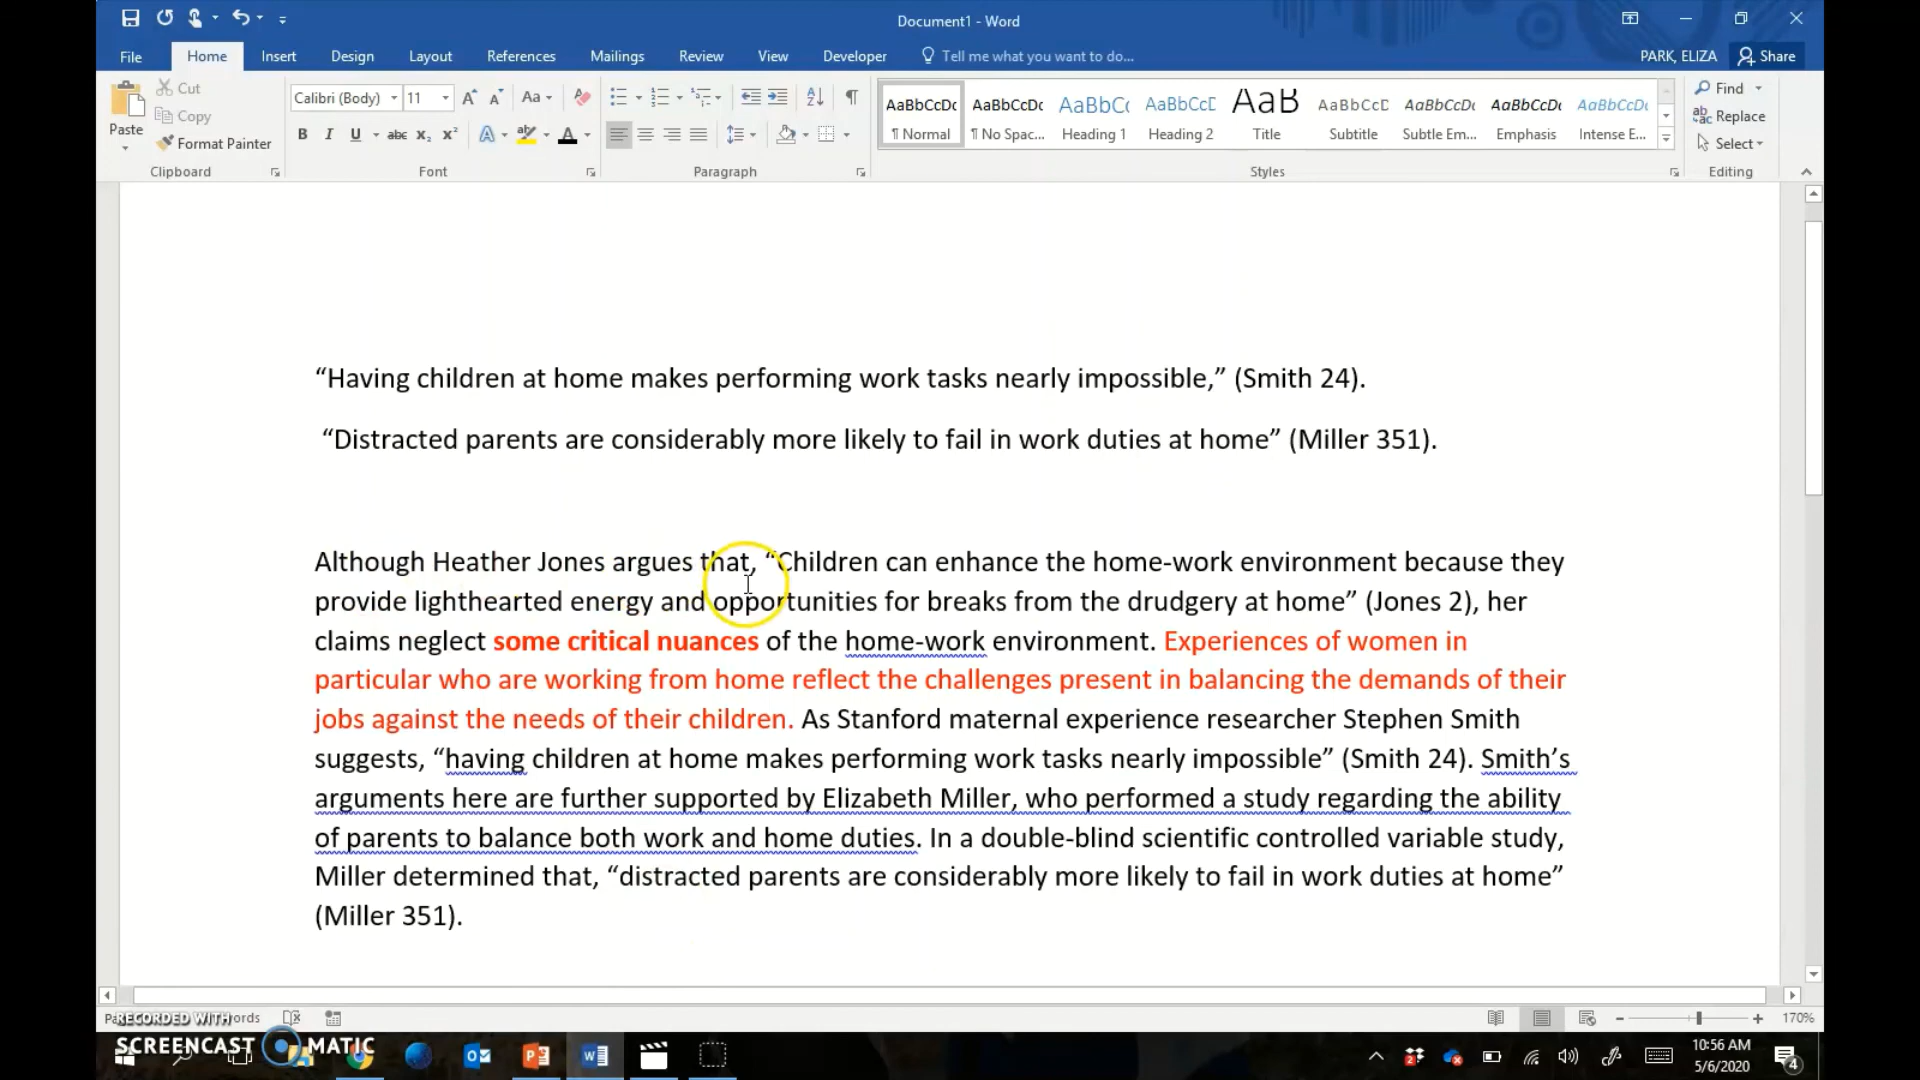 Document1 - Word
File Home Insert Design Layout References Mailings Review View Developer Tell me what you want to do... PARK, ELIZA Share
Paste Cut Copy Format Painter
Clipboard
Calibri (Body) 11 Aa
B I U abc X₂ X² A ab A
Font
Paragraph
AaBbCcDc AaBbCcDc AaBbC AaBbCcD AaB AaBbCcD AaBbCcDc AaBbCcDc AaBbCcDc
¶ Normal ¶ No Spac... Heading 1 Heading 2 Title Subtitle Subtle Em... Emphasis Intense E...
Styles
Find
Replace
Select
Editing
“Having children at home makes performing work tasks nearly impossible,” (Smith 24).
“Distracted parents are considerably more likely to fail in work duties at home” (Miller 351).
Although Heather Jones argues that, “Children can enhance the home-work environment because they
provide lighthearted energy and opportunities for breaks from the drudgery at home” (Jones 2), her
claims neglect some critical nuances of the home-work environment. Experiences of women in
particular who are working from home reflect the challenges present in balancing the demands of their
jobs against the needs of their children. As Stanford maternal experience researcher Stephen Smith
suggests, “having children at home makes performing work tasks nearly impossible” (Smith 24). Smith’s
arguments here are further supported by Elizabeth Miller, who performed a study regarding the ability
of parents to balance both work and home duties. In a double-blind scientific controlled variable study,
Miller determined that, “distracted parents are considerably more likely to fail in work duties at home”
(Miller 351).
RECORDED WITH
SCREENCAST MATIC
170%
10:56 AM
5/6/2020
4